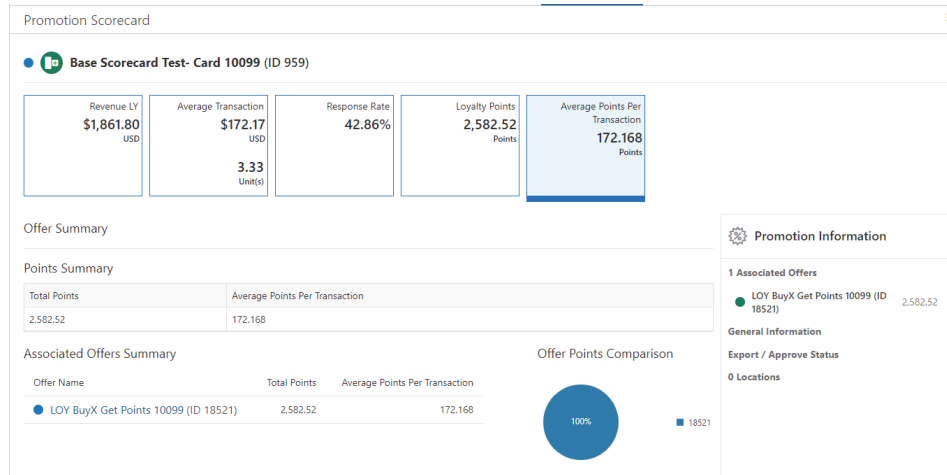 Promotion Scorecard
Base Scorecard Test- Card 10099 (ID 959)
Revenue LY
$1,861.80
USD
Average Transaction
$172.17
USD
3.33
Unit(s)
Response Rate
42.86%
Loyalty Points
2,582.52
Points
Average Points Per
Transaction
172.168
Points
Offer Summary
Points Summary
Total Points Average Points Per Transaction
2,582.52 172.168
Associated Offers Summary
Offer Name Total Points Average Points Per Transaction
LOY BuyX Get Points 10099 (ID 18521) 2,582.52 172.168
Offer Points Comparison
100%
18521
Promotion Information
1 Associated Offers
LOY BuyX Get Points 10099 (ID
18521)
2,582.52
General Information
Export / Approve Status
0 Locations